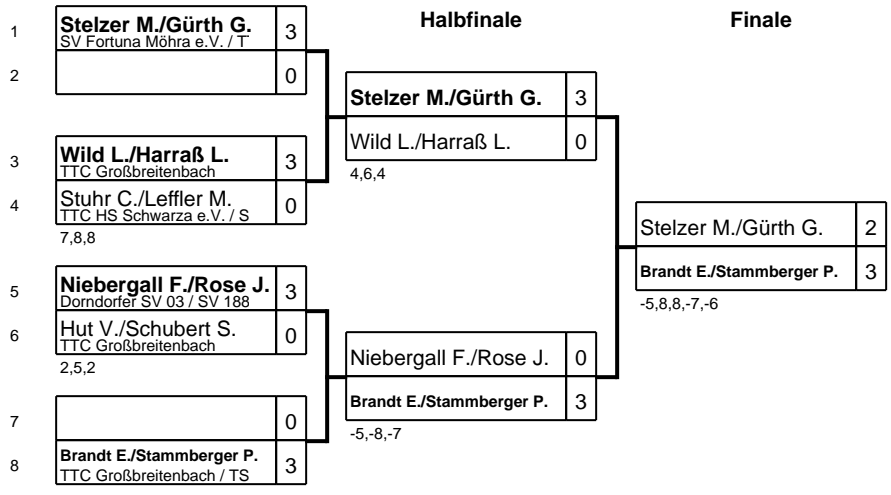 Halbfinale
Finale
1
Stelzer M./Gürth G.
3
SV Fortuna Möhra e.V. / T
2
0
3
Wild L./Harraß L.
3
TTC Großbreitenbach
4
Stuhr C./Leffler M.
0
TTC HS Schwarza e.V. / S
7,8,8
5
Niebergall F./Rose J.
3
Dorndorfer SV 03 / SV 188
6
Hut V./Schubert S.
0
TTC Großbreitenbach
2,5,2
7
0
8
Brandt E./Stammberger P.
3
TTC Großbreitenbach / TS
Stelzer M./Gürth G.
3
Wild L./Harraß L.
0
4,6,4
Niebergall F./Rose J.
0
Brandt E./Stammberger P.
3
-5,-8,-7
Stelzer M./Gürth G.
2
Brandt E./Stammberger P.
3
-5,8,8,-7,-6